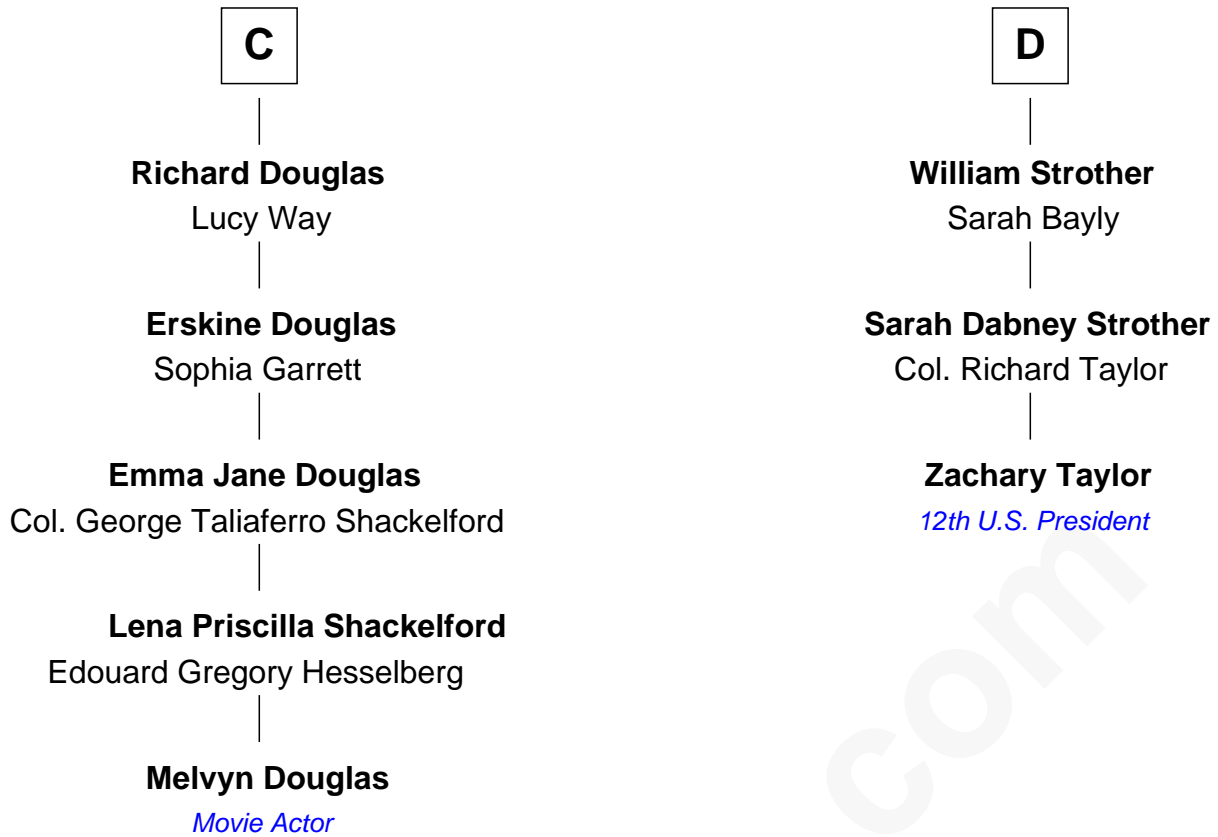 C
Richard Douglas
Lucy Way
Erskine Douglas
Sophia Garrett
Emma Jane Douglas
Col. George Taliaferro Shackelford
Lena Priscilla Shackelford
Edouard Gregory Hesselberg
Melvyn Douglas
Movie Actor
D
William Strother
Sarah Bayly
Sarah Dabney Strother
Col. Richard Taylor
Zachary Taylor
12th U.S. President
com